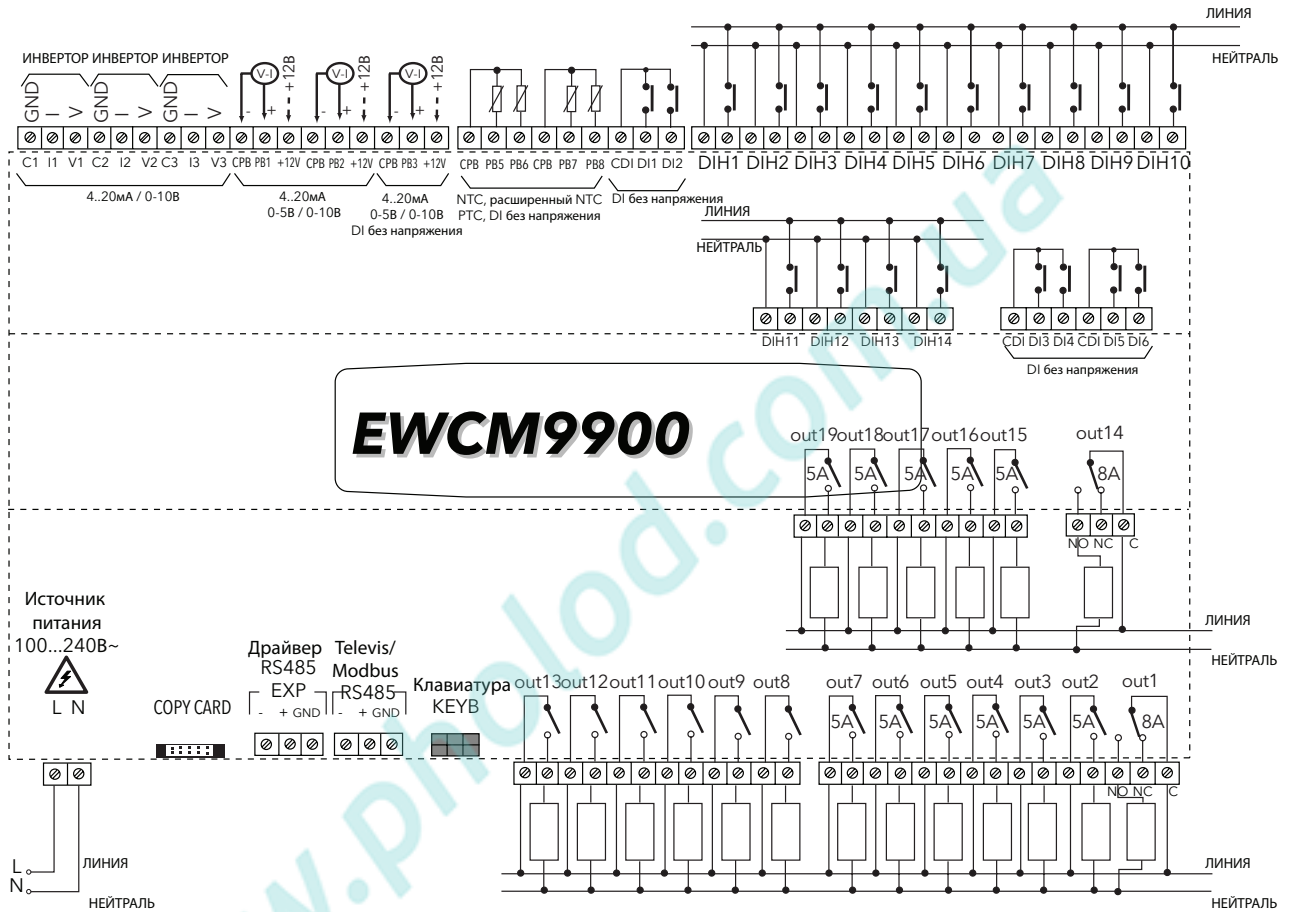 ЛИНИЯ
НЕЙТРАЛЬ
ИНВЕРТОР ИНВЕРТОР ИНВЕРТОР
GND I V GND I V GND I V
V-I - + +12В V-I - + +12В V-I - + +12В
C1 I1 V1 C2 I2 V2 C3 I3 V3 CPB PB1 +12V CPB PB2 +12V CPB PB3 +12V
CPB PB5 PB6 CPB PB7 PB8 CDI DI1 DI2
DIH1 DIH2 DIH3 DIH4 DIH5 DIH6 DIH7 DIH8 DIH9 DIH10
4..20мА / 0-10В
4..20мА
0-5В / 0-10В
4..20мА
0-5В / 0-10В
DI без напряжения
NTC, расширенный NTC
PTC, DI без напряжения
DI без напряжения
ЛИНИЯ
НЕЙТРАЛЬ
DIH11 DIH12 DIH13 DIH14
CDI DI3 DI4 CDI DI5 DI6
DI без напряжения
EWCM9900
out19 out18 out17 out16 out15 out14
5A 5A 5A 5A 5A 8A
NO NC C
ЛИНИЯ
НЕЙТРАЛЬ
Источник
питания
100...240В~
L N
COPY CARD
Драйвер
RS485
EXP
- + GND
Televis/
Modbus
RS485
- + GND
Клавиатура
KEYB
out13 out12 out11 out10 out9 out8 out7 out6 out5 out4 out3 out2 out1
5A 5A 5A 5A 5A 5A 8A
NO NC C
L
N
ЛИНИЯ
НЕЙТРАЛЬ
ЛИНИЯ
НЕЙТРАЛЬ
w.pholod.com.ua